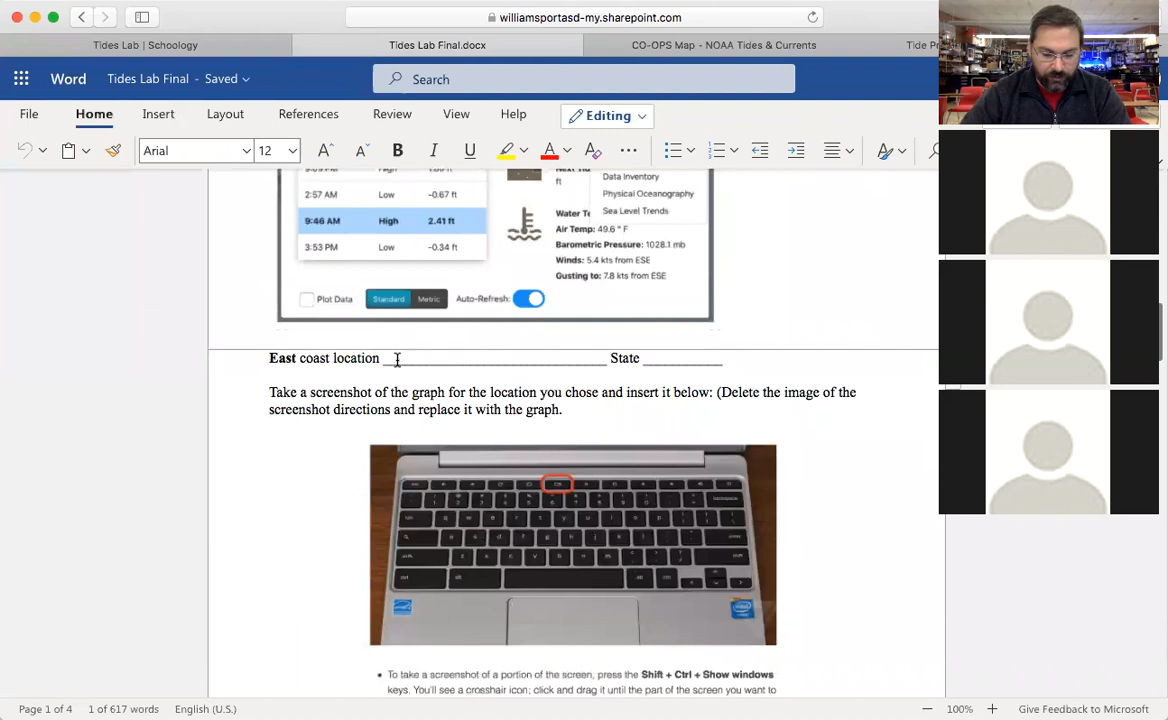 williamsportasd-my.sharepoint.com
Tides Lab | Schoology
Tides Lab Final.docx
CO-OPS Map - NOAA Tides & Currents
Word
Tides Lab Final - Saved
Search
File
Home
Insert
Layout
References
Review
View
Help
Editing
Arial
12
A
A
B
I
U
A
A
Data Inventory
ft
2:57 AM Low -0.67 ft
Physical Oceanography
Sea Level Trends
9:46 AM High 2.41 ft
Water
Air Temp: 49.6 ° F
3:53 PM Low -0.34 ft
Barometric Pressure: 1028.1 mb
Winds: 5.4 kts from ESE
Gusting to: 7.8 kts from ESE
Plot Data
Standard
Metric
Auto-Refresh:
East coast location ____________________________ State __________
Take a screenshot of the graph for the location you chose and insert it below: (Delete the image of the
screenshot directions and replace it with the graph.
• To take a screenshot of a portion of the screen, press the Shift + Ctrl + Show windows
keys. You'll see a crosshair icon; click and drag it until the part of the screen you want to
Page 1 of 4
1 of 617 words
English (U.S.)
100%
Give Feedback to Microsoft